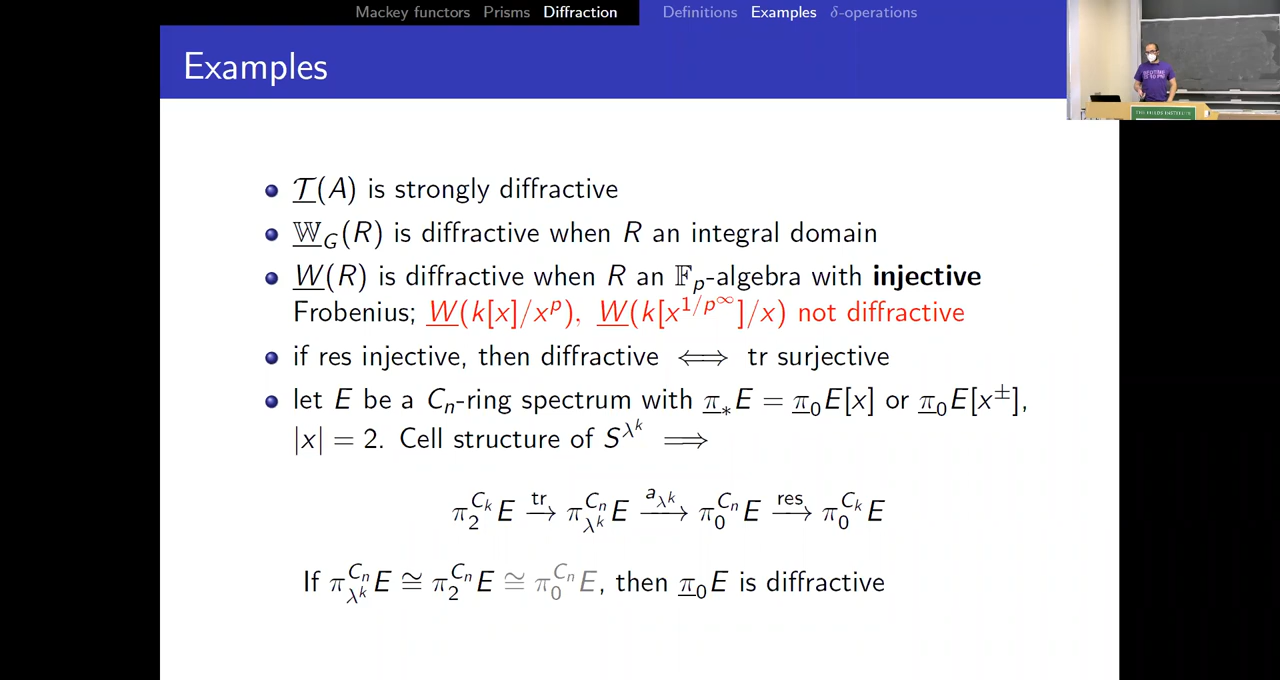 Mackey functors Prisms Diffraction Definitions Examples δ-operations
Examples
𝒯(A) is strongly diffractive
𝕎_G(R) is diffractive when R an integral domain
W(R) is diffractive when R an 𝔽_p-algebra with injective
Frobenius; W(k[x]/x^p), W(k[x^{1/p^∞}]/x) not diffractive
if res injective, then diffractive ⟺ tr surjective
let E be a C_n-ring spectrum with π_*E = π_0E[x] or π_0E[x^±],
|x| = 2. Cell structure of S^{λ^k} ⟹
π_2^{C_k}E →^{tr} π_{λ^k}^{C_n}E →^{a_{λ^k}} π_0^{C_n}E →^{res} π_0^{C_k}E
If π_{λ^k}^{C_n}E ≅ π_2^{C_n}E ≅ π_0^{C_n}E, then π_0E is diffractive